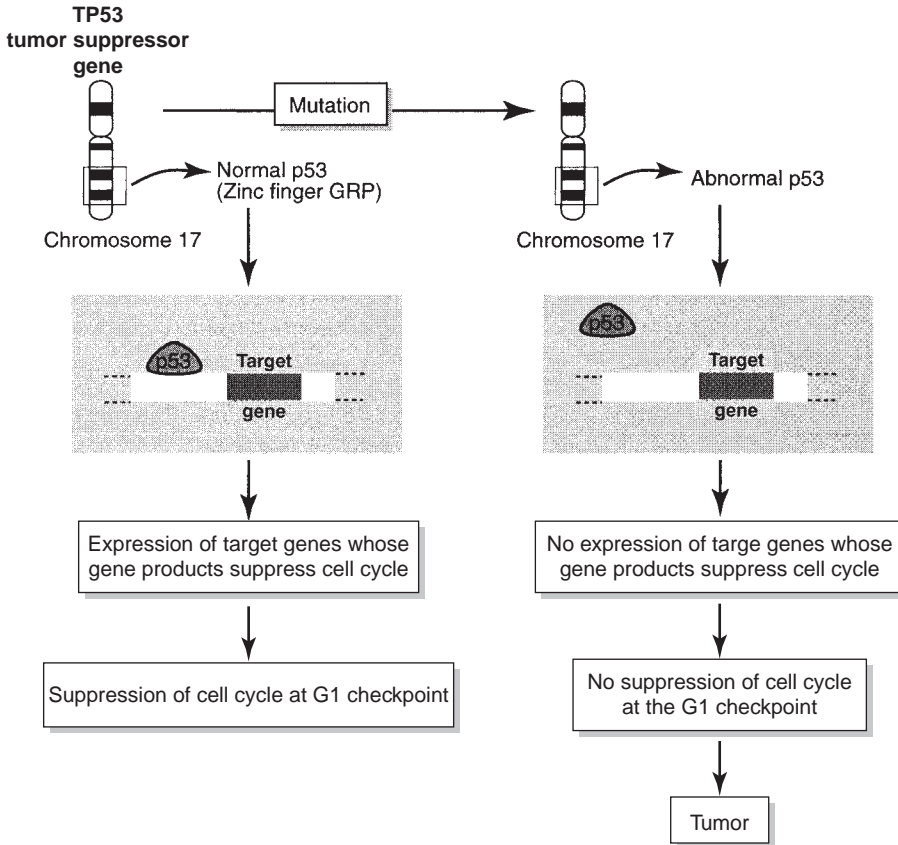 TP53
tumor suppressor
gene
Mutation
Normal p53
(Zinc finger GRP)
Chromosome 17
Abnormal p53
Chromosome 17
p53
Target
gene
p53
Target
gene
Expression of target genes whose
gene products suppress cell cycle
No expression of targe genes whose
gene products suppress cell cycle
Suppression of cell cycle at G1 checkpoint
No suppression of cell cycle
at the G1 checkpoint
Tumor